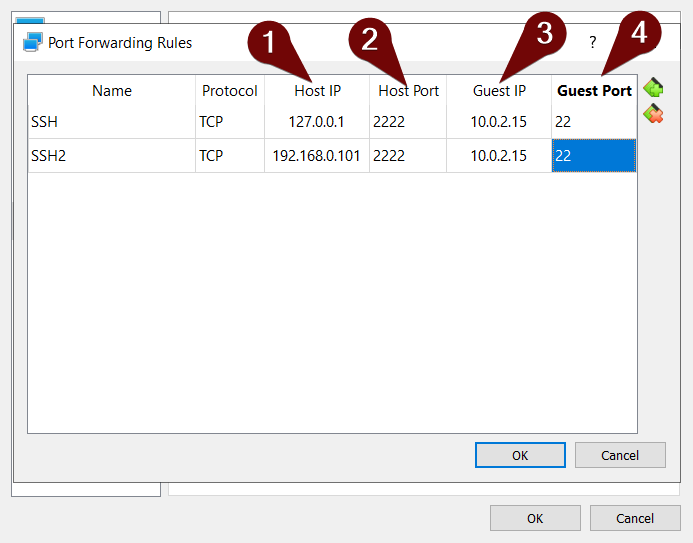 1 2 3 4
Port Forwarding Rules ?
Name Protocol Host IP Host Port Guest IP Guest Port
SSH TCP 127.0.0.1 2222 10.0.2.15 22
SSH2 TCP 192.168.0.101 2222 10.0.2.15 22
OK Cancel
OK Cancel